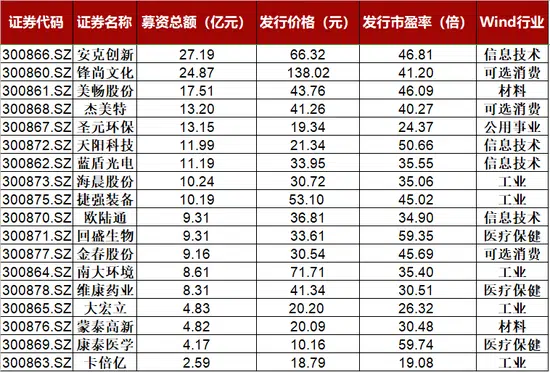 证券代码 证券名称 募资总额（亿元） 发行价格（元） 发行市盈率（倍） Wind行业
300866.SZ 安克创新 27.19 66.32 46.81 信息技术
300860.SZ 锋尚文化 24.87 138.02 41.20 可选消费
300861.SZ 美畅股份 17.51 43.76 46.09 材料
300868.SZ 杰美特 13.20 41.26 40.27 可选消费
300867.SZ 圣元环保 13.15 19.34 24.37 公用事业
300872.SZ 天阳科技 11.99 21.34 50.66 信息技术
300862.SZ 蓝盾光电 11.19 33.95 35.55 信息技术
300873.SZ 海晨股份 10.24 30.72 35.06 工业
300875.SZ 捷强装备 10.19 53.10 45.02 工业
300870.SZ 欧陆通 9.31 36.81 34.90 信息技术
300871.SZ 回盛生物 9.31 33.61 59.35 医疗保健
300877.SZ 金春股份 9.16 30.54 45.69 可选消费
300864.SZ 南大环境 8.61 71.71 35.40 工业
300878.SZ 维康药业 8.31 41.34 30.51 医疗保健
300865.SZ 大宏立 4.83 20.20 26.32 工业
300876.SZ 蒙泰高新 4.82 20.09 30.48 材料
300869.SZ 康泰医学 4.17 10.16 59.74 医疗保健
300863.SZ 卡倍亿 2.59 18.79 19.08 工业